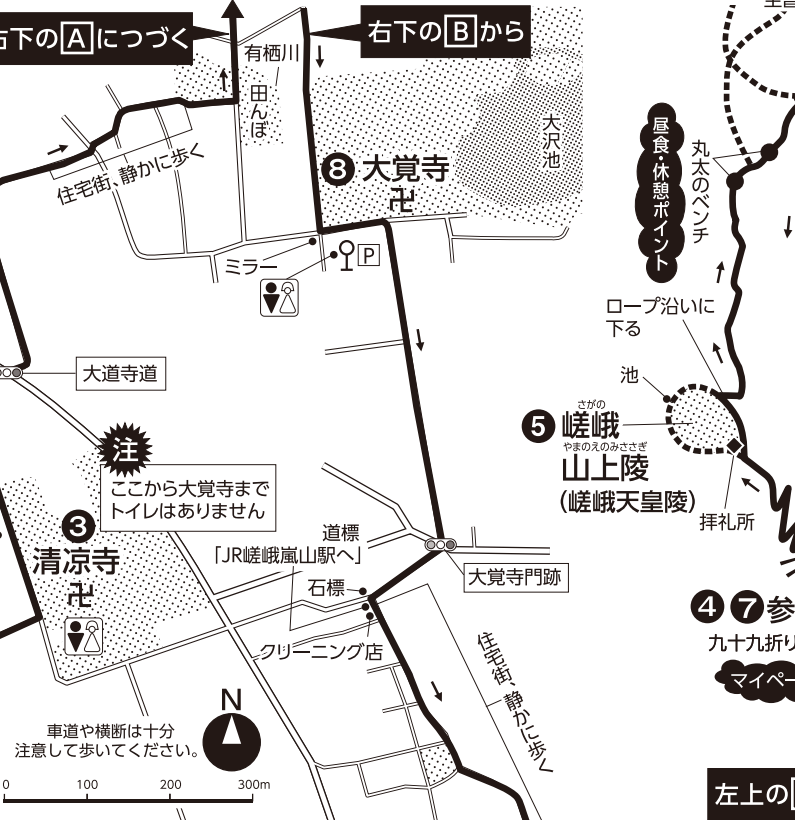 右下のAにつづく
右下のBから
有栖川
田んぼ
大沢池
昼食・休憩ポイント
丸太のベンチ
8 大覚寺
卍
住宅街、静かに歩く
ミラー
P
ロープ沿いに
下る
大道寺道
池
さがの
5 嵯峨
やまのえのみささぎ
山上陵
(嵯峨天皇陵)
拝礼所
注
ここから大覚寺まで
トイレはありません
3
清凉寺
卍
道標
「JR嵯峨嵐山駅へ」
大覚寺門跡
石標
クリーニング店
住宅街、静かに歩く
4 7 参
九十九折り
マイペー
N
車道や横断は十分
注意して歩いてください。
0 100 200 300m
左上の